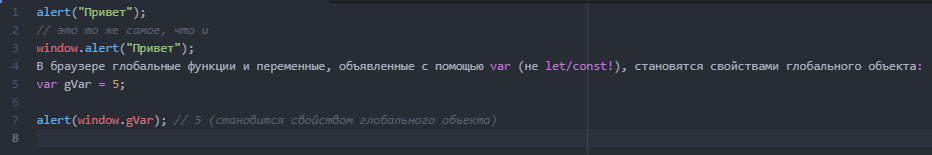 1 alert("Привет");
2 // это то же самое, что и
3 window.alert("Привет");
4 В браузере глобальные функции и переменные, объявленные с помощью var (не let/const!), становятся свойствами глобального объекта:
5 var gVar = 5;
6
7 alert(window.gVar); // 5 (становится свойством глобального объекта)
8